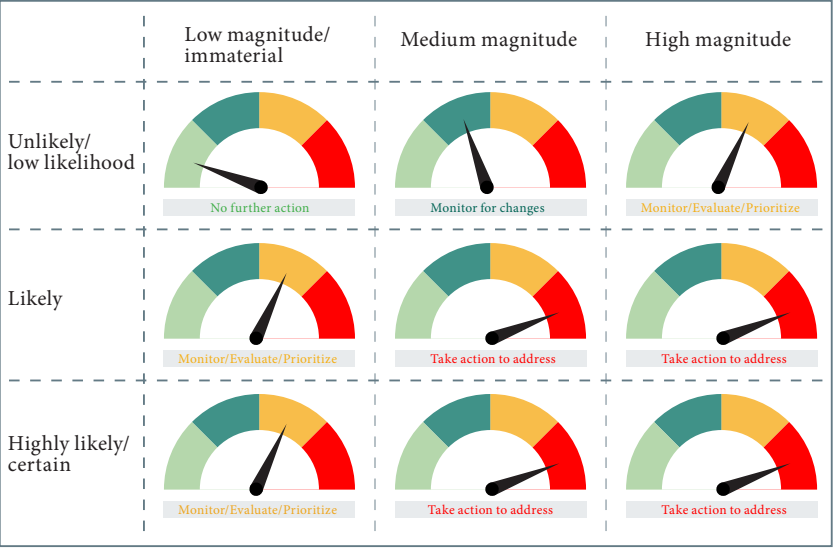 Low magnitude/
immaterial
Medium magnitude
High magnitude
Unlikely/
low likelihood
No further action
Monitor for changes
Monitor/Evaluate/Prioritize
Likely
Monitor/Evaluate/Prioritize
Take action to address
Take action to address
Highly likely/
certain
Monitor/Evaluate/Prioritize
Take action to address
Take action to address